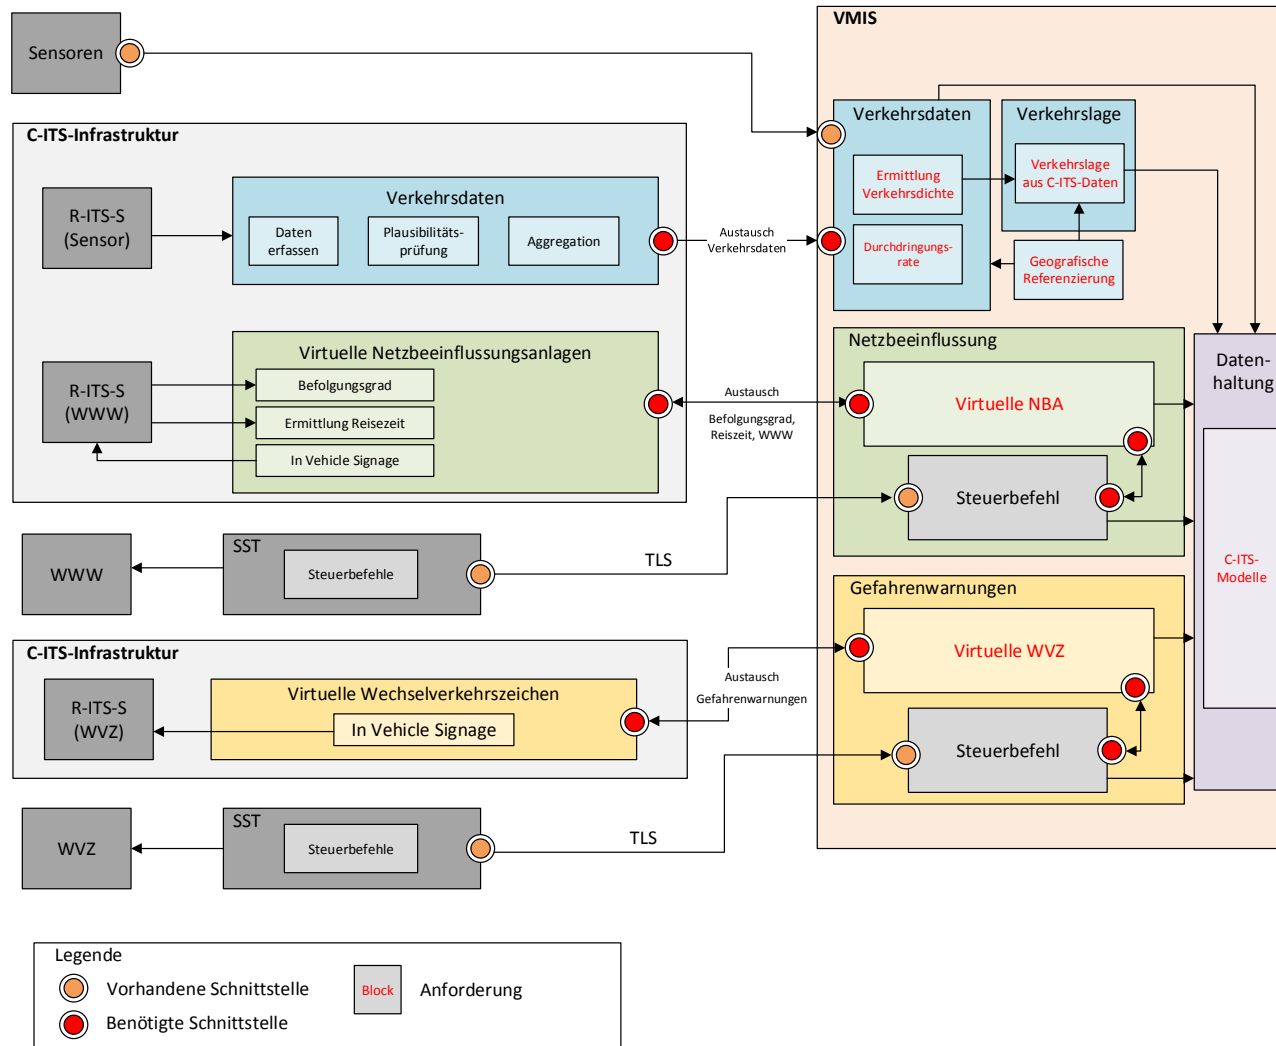 VMIS
Sensoren
Verkehrsdaten
Verkehrslage
Ermittlung
Verkehrsdichte
Verkehrslage
aus C-ITS-Daten
Durchdringungs-
rate
Geografische
Referenzierung
C-ITS-Infrastruktur
R-ITS-S
(Sensor)
Verkehrsdaten
Daten
erfassen
Plausibilitäts-
prüfung
Aggregation
Austausch
Verkehrsdaten
R-ITS-S
(WWW)
Virtuelle Netzbeeinflussungsanlagen
Befolgungsgrad
Ermittlung Reisezeit
In Vehicle Signage
Austausch
Befolgungsgrad,
Reiszeit, WWW
Netzbeeinflussung
Virtuelle NBA
Steuerbefehl
Daten-
haltung
C-ITS-
Modelle
WWW
SST
Steuerbefehle
TLS
Gefahrenwarnungen
Virtuelle WVZ
Steuerbefehl
C-ITS-Infrastruktur
R-ITS-S
(WVZ)
Virtuelle Wechselverkehrszeichen
In Vehicle Signage
Austausch
Gefahrenwarnungen
WVZ
SST
Steuerbefehle
TLS
Legende
Vorhandene Schnittstelle
Block
Anforderung
Benötigte Schnittstelle